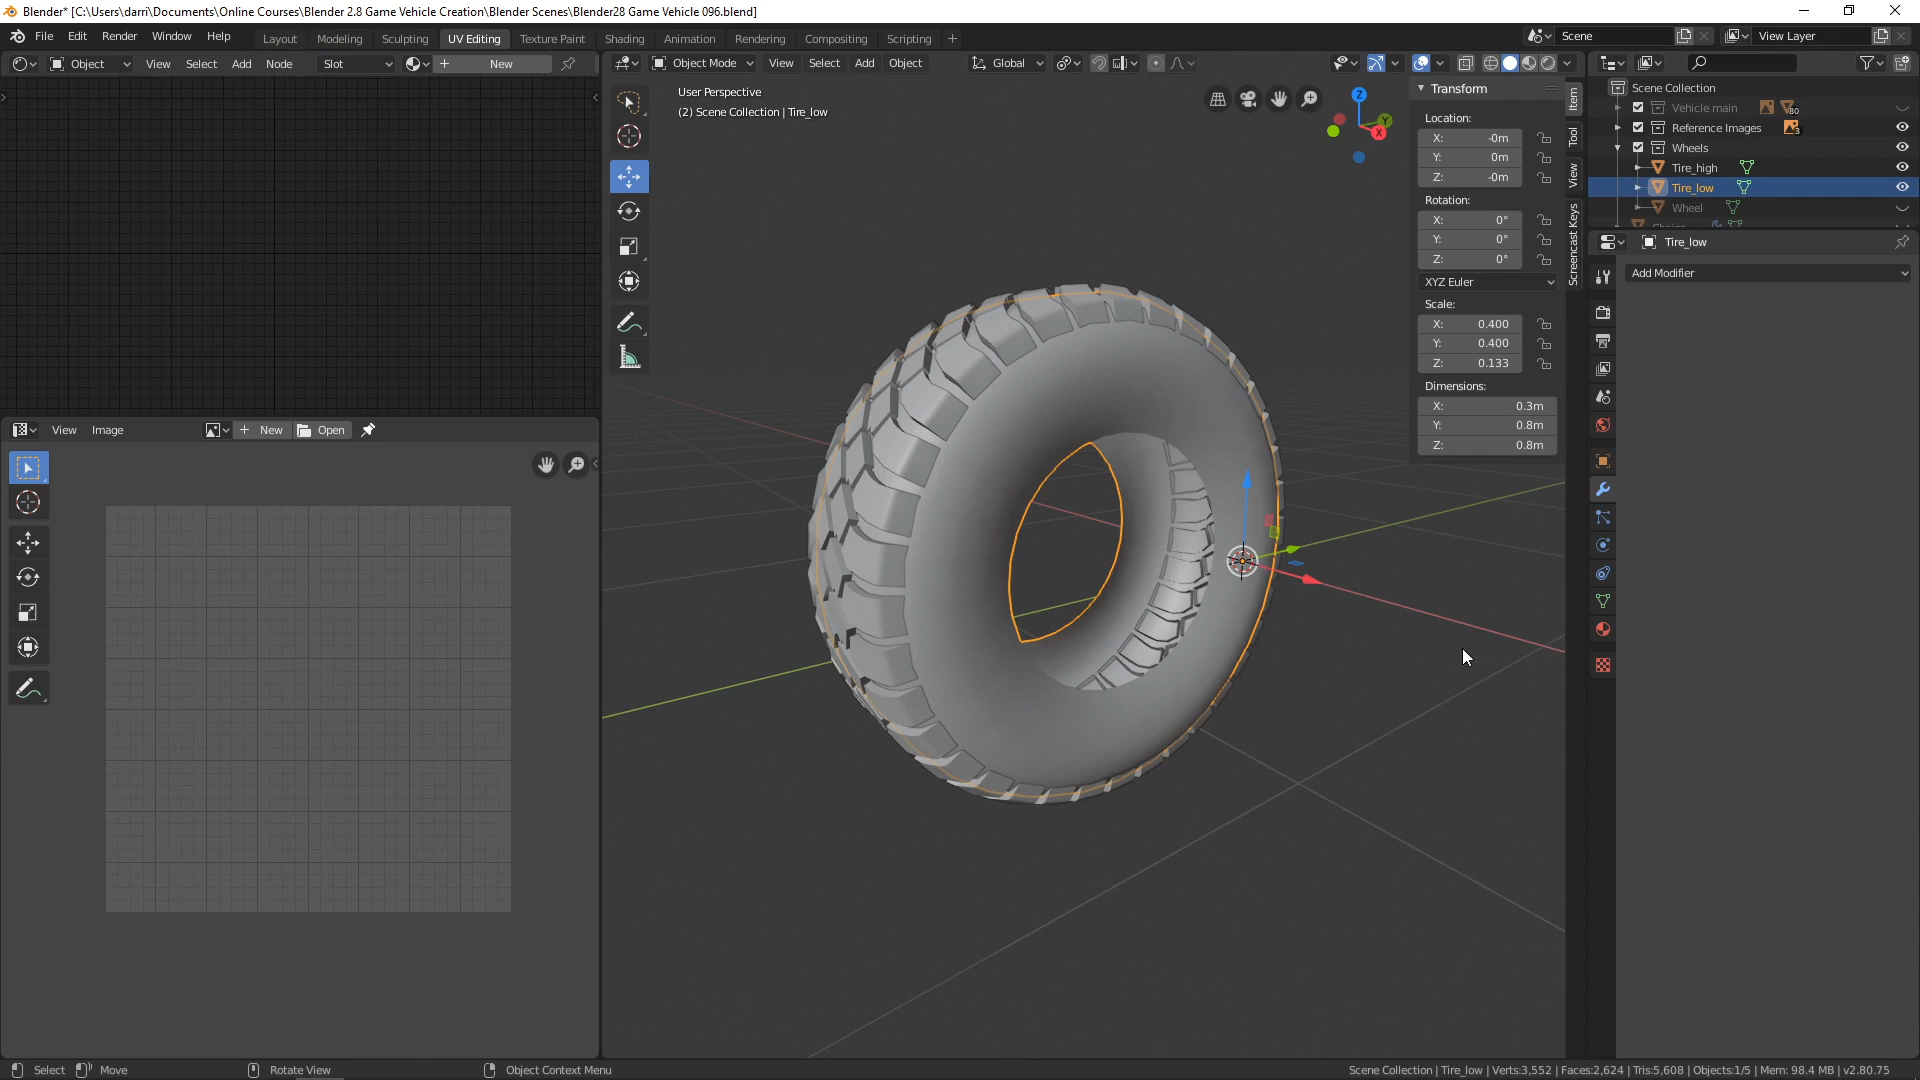 Blender* [C:\Users\darri\Documents\Online Courses\Blender 2.8 Game Vehicle Creation\Blender Scenes\Blender28 Game Vehicle 096.blend]
File Edit Render Window Help Layout Modeling Sculpting UV Editing Texture Paint Shading Animation Rendering Compositing Scripting + Scene View Layer
Object View Select Add Node Slot New Object Mode View Select Add Object Global
User Perspective
(2) Scene Collection | Tire_low
Z
Y
X
Transform
Location:
X: -0m
Y: 0m
Z: -0m
Rotation:
X: 0°
Y: 0°
Z: 0°
XYZ Euler
Scale:
X: 0.400
Y: 0.400
Z: 0.133
Dimensions:
X: 0.3m
Y: 0.8m
Z: 0.8m
Item
Tool
View
Screencast Keys
Scene Collection
Vehicle main 80
Reference Images 3
Wheels
Tire_high
Tire_low
Wheel
Tire_low
Add Modifier
View Image New Open
Select Move Rotate View Object Context Menu
Scene Collection | Tire_low | Verts:3,552 | Faces:2,624 | Tris:5,608 | Objects:1/5 | Mem: 98.4 MB | v2.80.75